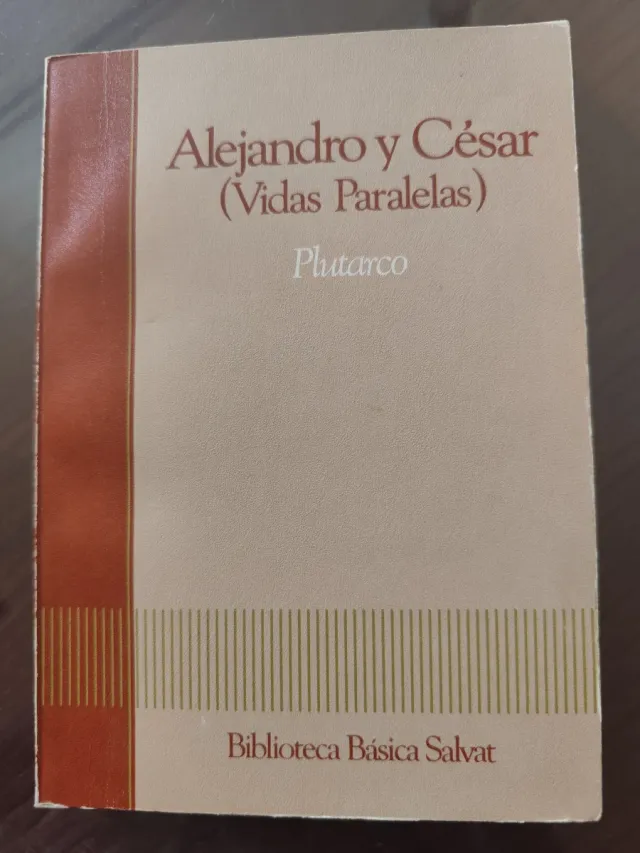 Alejandro y César
(Vidas Paralelas)
Plutarco
Biblioteca Básica Salvat